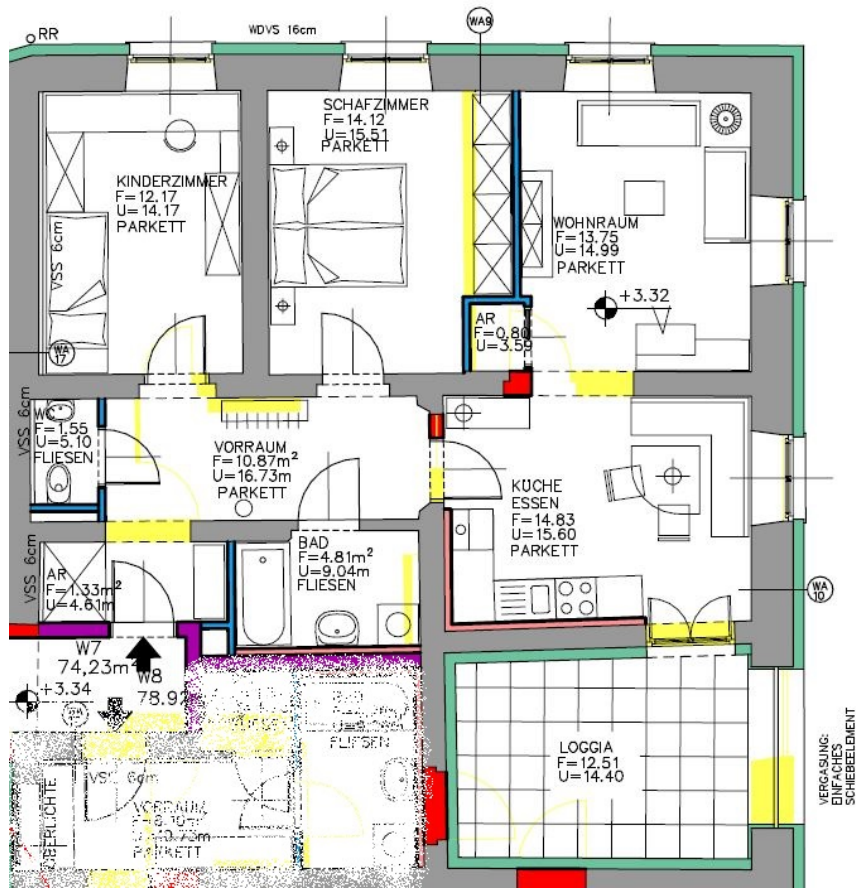 RR
WDVS 16cm
WA9
SCHAFZIMMER
F=14.12
U=15.51
PARKETT
KINDERZIMMER
F=12.17
U=14.17
PARKETT
VSS 6cm
WOHNRAUM
F=13.75
U=14.99
PARKETT
+3.32
AR
F=0.80
U=3.59
WA
17
VSS 6cm
WC
F=1.55
U=5.10
FLIESEN
VORRAUM
F=10.87m²
U=16.73m
PARKETT
KÜCHE
ESSEN
F=14.83
U=15.60
PARKETT
BAD
F=4.81m²
U=9.04m
FLIESEN
VSS 6cm
AR
F=1.33m²
U=4.61m
WA
10
W7
74,23m²
W8
78.92
+3.34
BAD
FLIESEN
VSS 6cm
VORRAUM
PARKETT
OBERLICHTE
LOGGIA
F=12.51
U=14.40
VERGASUNG:
EINFACHES
SCHIEBEELEMENT